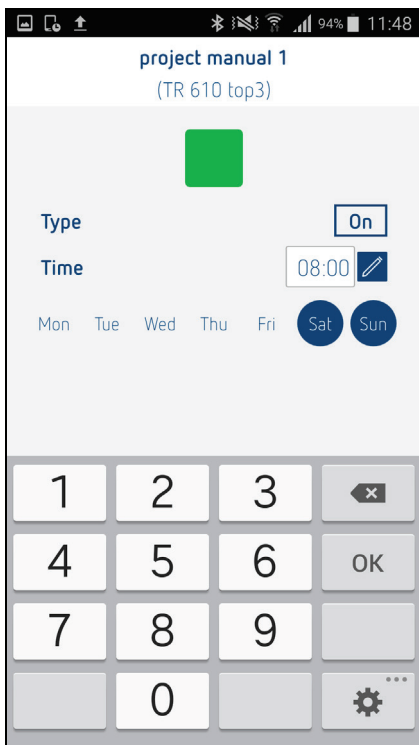 94% 11:48
project manual 1
(TR 610 top3)
Type On
Time 08:00
Mon Tue Wed Thu Fri Sat Sun
1 2 3
4 5 6 OK
7 8 9
0